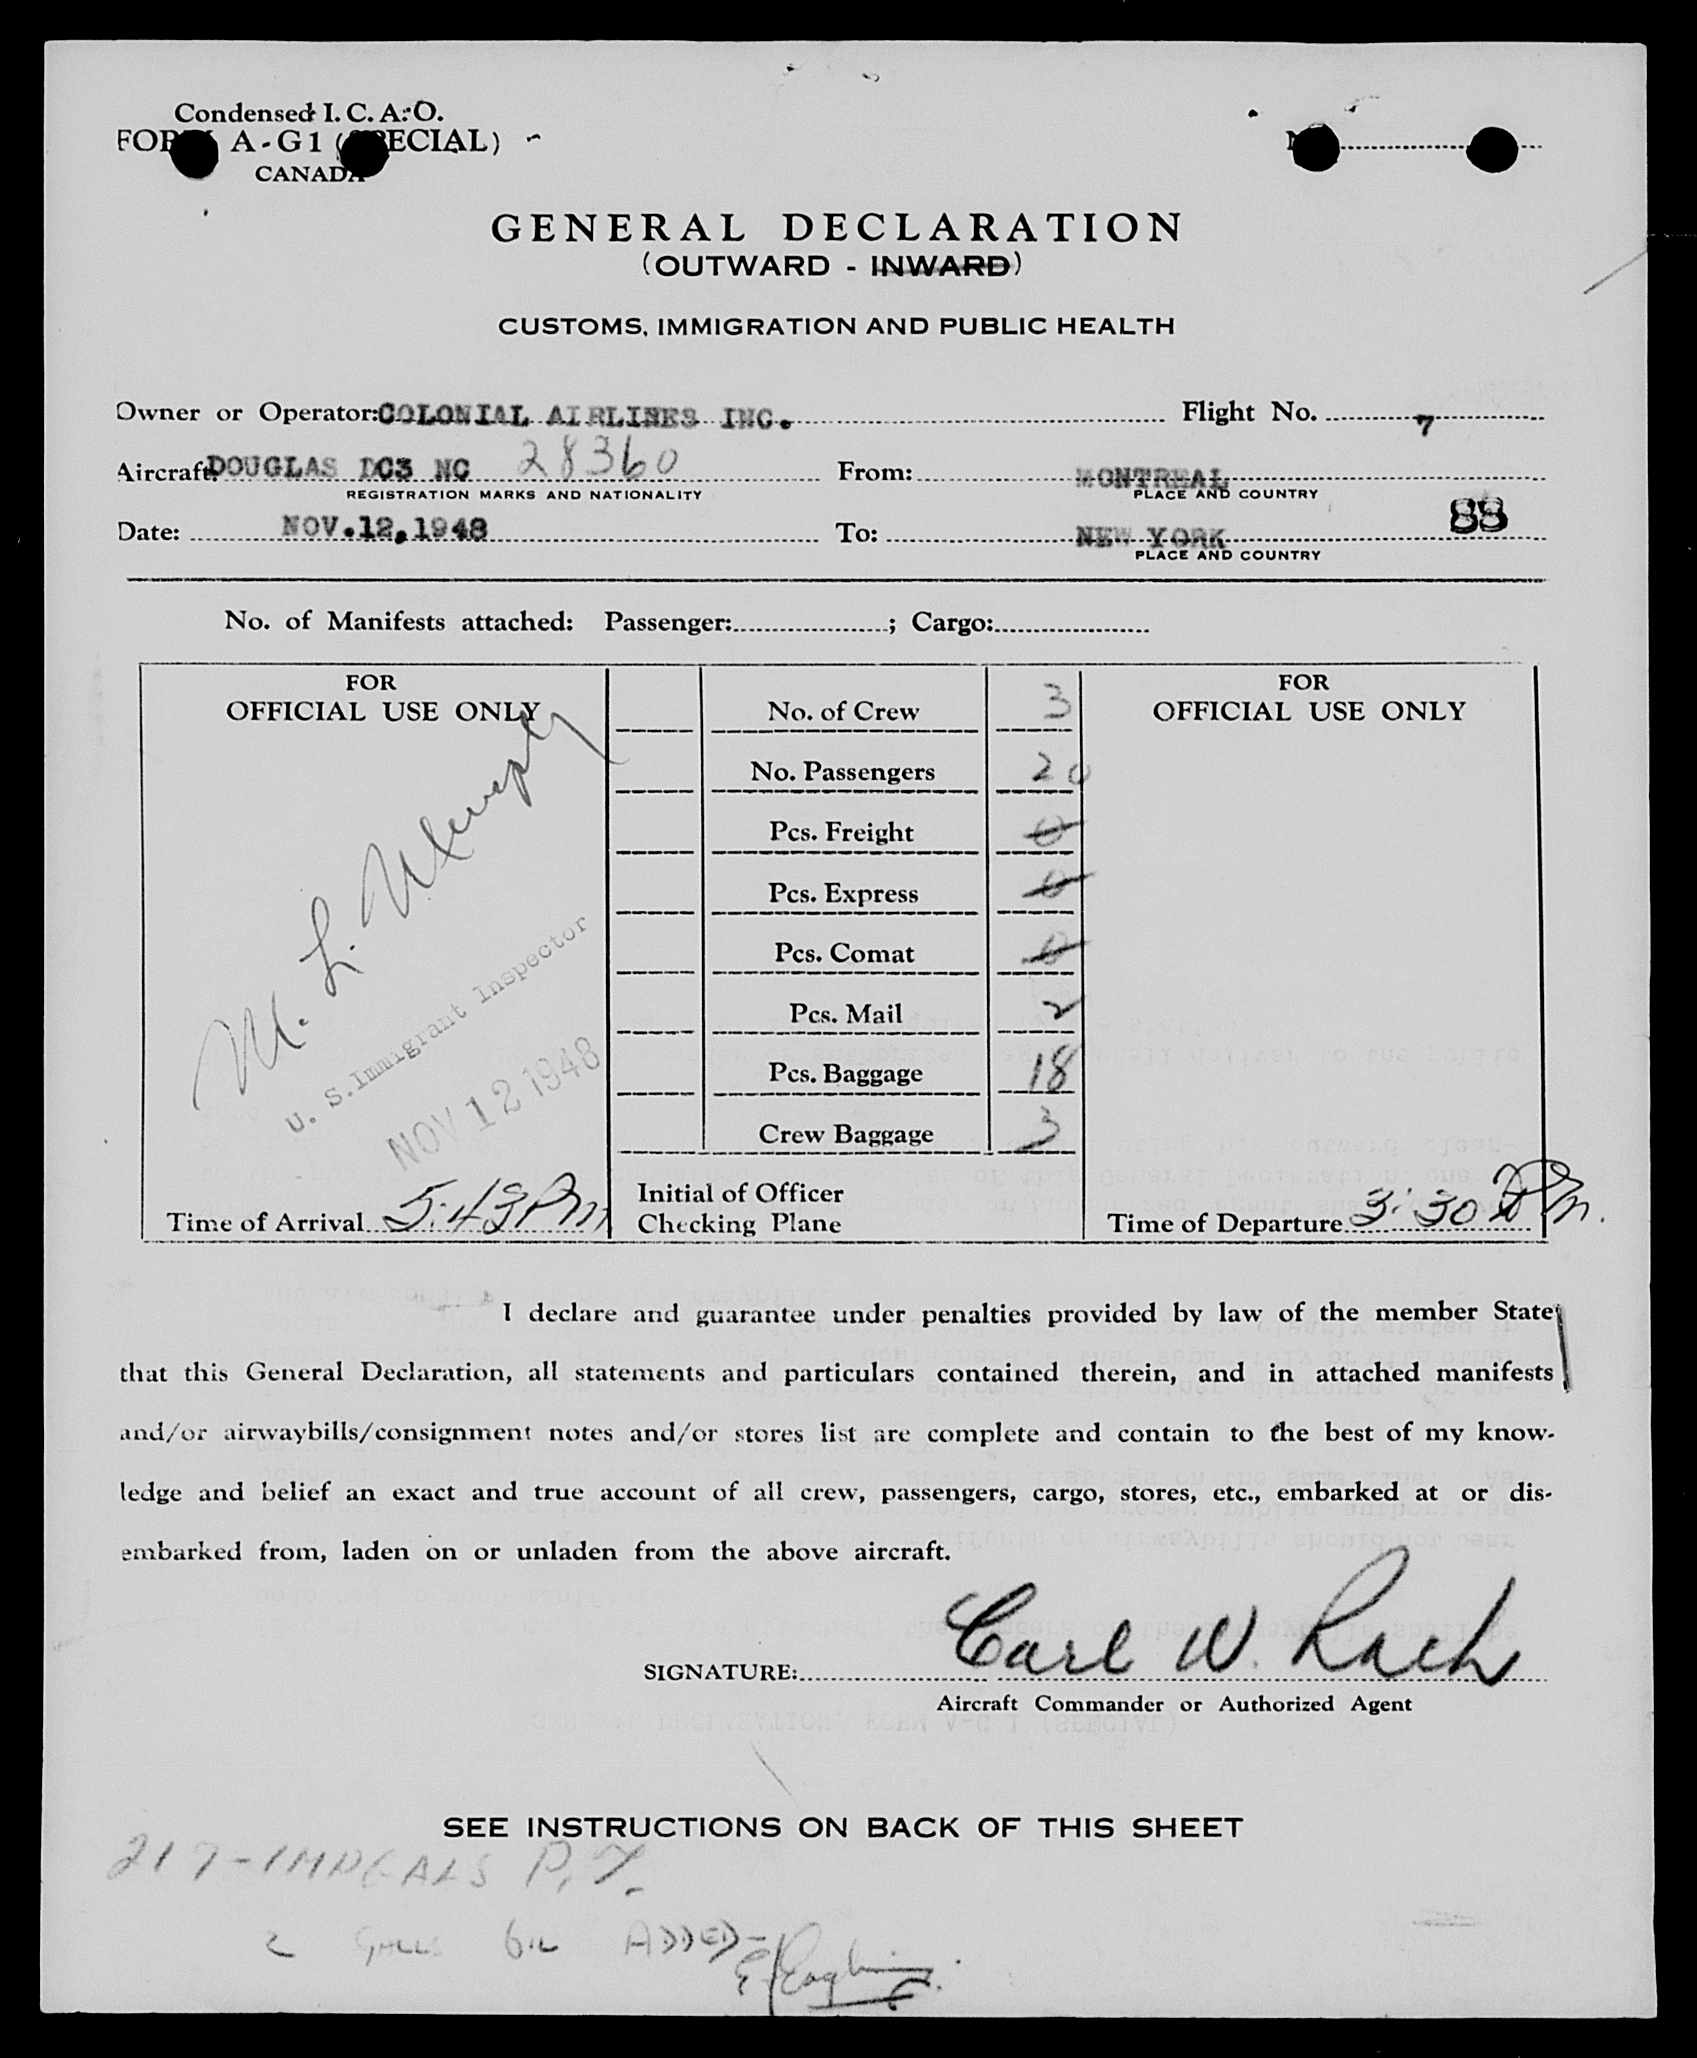 Condensed I. C. A. O.
FORM A-G1 (SPECIAL)
CANADA
GENERAL DECLARATION
(OUTWARD - INWARD)
CUSTOMS, IMMIGRATION AND PUBLIC HEALTH
Owner or Operator: COLONIAL AIRLINES INC. Flight No. 7
Aircraft: DOUGLAS DC3 NC 28360 From: MONTREAL
REGISTRATION MARKS AND NATIONALITY PLACE AND COUNTRY
88
Date: NOV.12,1948 To: NEW YORK
PLACE AND COUNTRY
No. of Manifests attached: Passenger: ; Cargo:
FOR
OFFICIAL USE ONLY
No. of Crew 3
No. Passengers 20
Pcs. Freight 0
Pcs. Express 0
Pcs. Comat 0
Pcs. Mail 2
Pcs. Baggage 18
Crew Baggage 3
FOR
OFFICIAL USE ONLY
M. L.
U. S. Immigrant Inspector
NOV 12 1948
Time of Arrival 5:43 Pm
Initial of Officer
Checking Plane
Time of Departure 3:30 Pm.
I declare and guarantee under penalties provided by law of the member State
that this General Declaration, all statements and particulars contained therein, and in attached manifests
and/or airwaybills/consignment notes and/or stores list are complete and contain to the best of my know-
ledge and belief an exact and true account of all crew, passengers, cargo, stores, etc., embarked at or dis-
embarked from, laden on or unladen from the above aircraft.
SIGNATURE: Carl W. Rach
Aircraft Commander or Authorized Agent
SEE INSTRUCTIONS ON BACK OF THIS SHEET
217-
2 GALLS OIL ADDED-